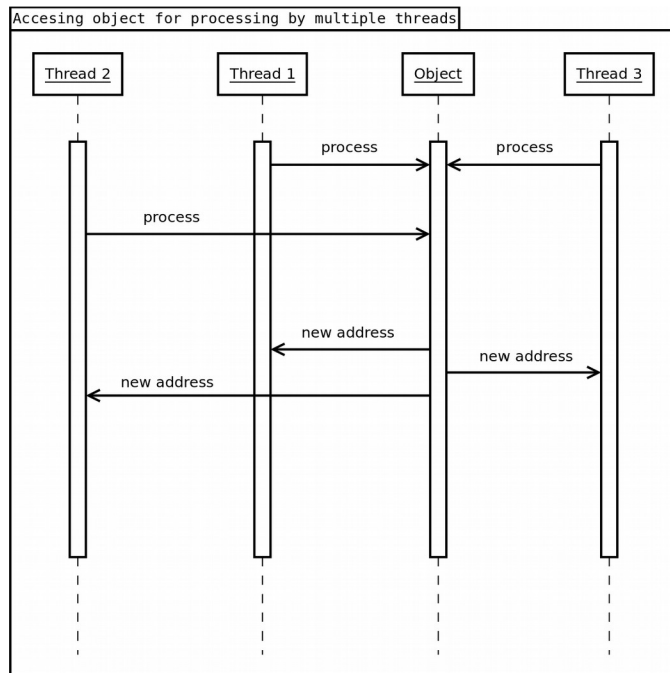 Accesing object for processing by multiple threads
Thread 2
Thread 1
Object
Thread 3
process
process
process
new address
new address
new address